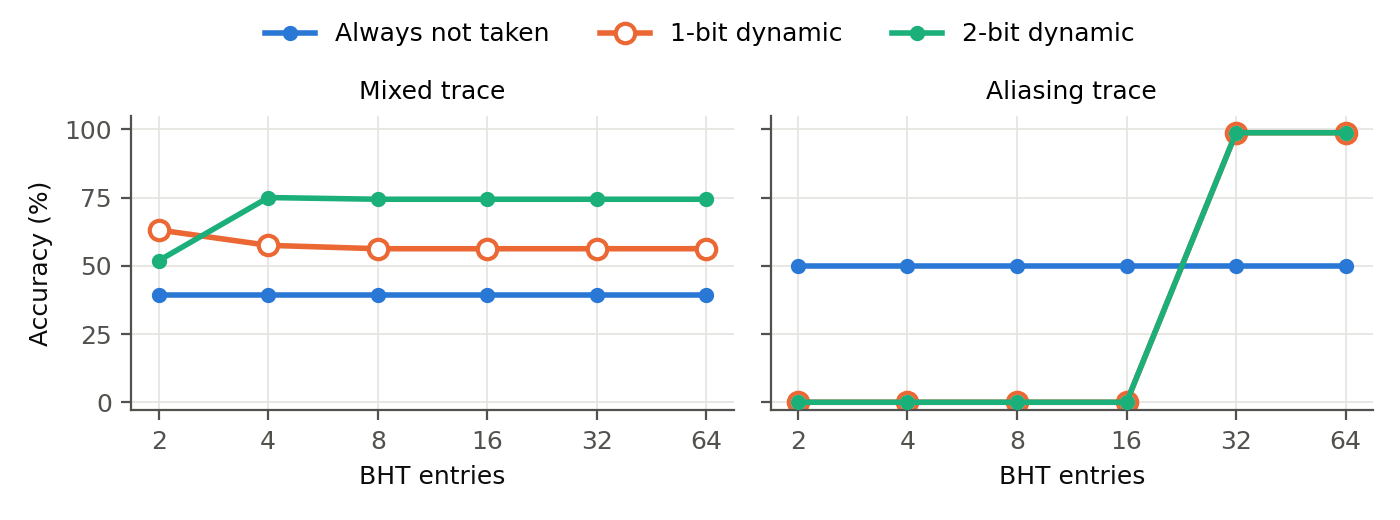 Always not taken 1-bit dynamic 2-bit dynamic
Mixed trace
Aliasing trace
Accuracy (%)
100
75
50
25
0
2 4 8 16 32 64
BHT entries
2 4 8 16 32 64
BHT entries